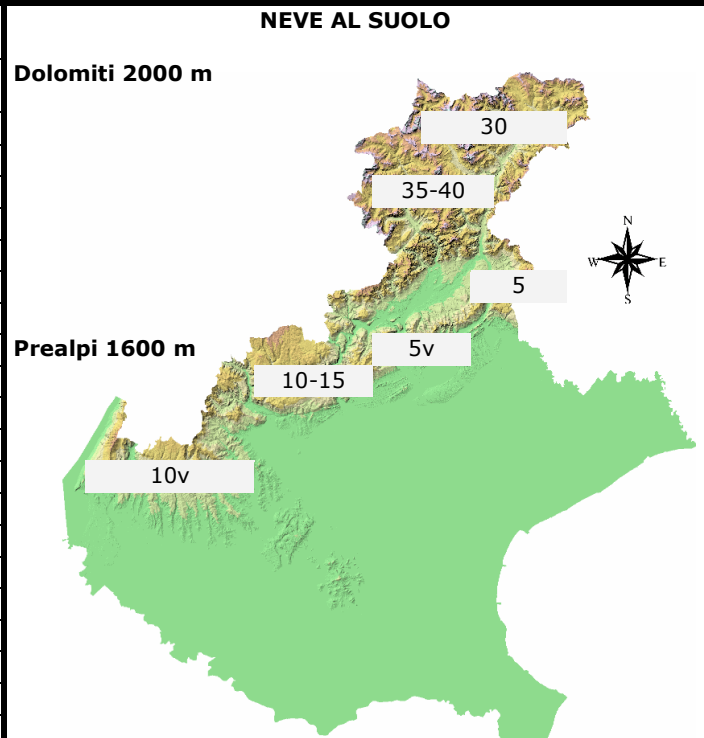 NEVE AL SUOLO
Dolomiti 2000 m
30
35-40
N
W E
S
5
Prealpi 1600 m
5v
10-15
10v